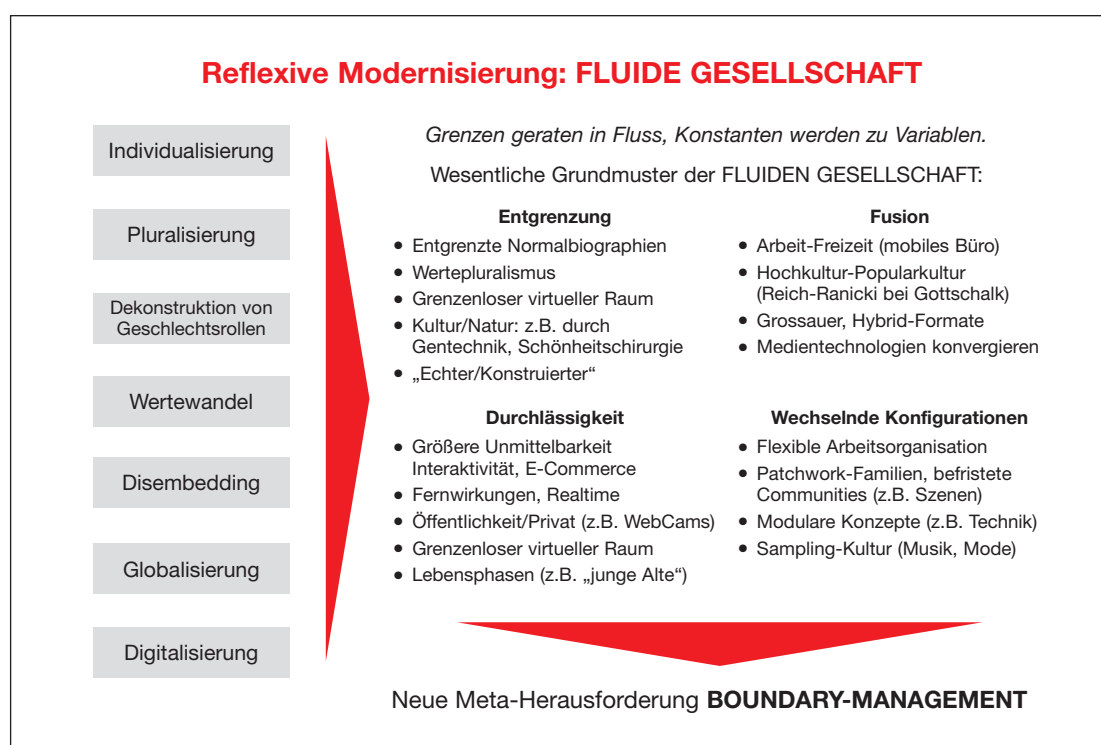 Reflexive Modernisierung: FLUIDE GESELLSCHAFT
Individualisierung
Pluralisierung
Dekonstruktion von
Geschlechtsrollen
Wertewandel
Disembedding
Globalisierung
Digitalisierung
Grenzen geraten in Fluss, Konstanten werden zu Variablen.
Wesentliche Grundmuster der FLUIDEN GESELLSCHAFT:
Entgrenzung
• Entgrenzte Normalbiographien
• Wertepluralismus
• Grenzenloser virtueller Raum
• Kultur/Natur: z.B. durch
Gentechnik, Schönheitschirurgie
• „Echter/Konstruierter“
Fusion
• Arbeit-Freizeit (mobiles Büro)
• Hochkultur-Popularkultur
(Reich-Ranicki bei Gottschalk)
• Grossauer, Hybrid-Formate
• Medientechnologien konvergieren
Durchlässigkeit
• Größere Unmittelbarkeit
Interaktivität, E-Commerce
• Fernwirkungen, Realtime
• Öffentlichkeit/Privat (z.B. WebCams)
• Grenzenloser virtueller Raum
• Lebensphasen (z.B. „junge Alte“)
Wechselnde Konfigurationen
• Flexible Arbeitsorganisation
• Patchwork-Familien, befristete
Communities (z.B. Szenen)
• Modulare Konzepte (z.B. Technik)
• Sampling-Kultur (Musik, Mode)
Neue Meta-Herausforderung BOUNDARY-MANAGEMENT